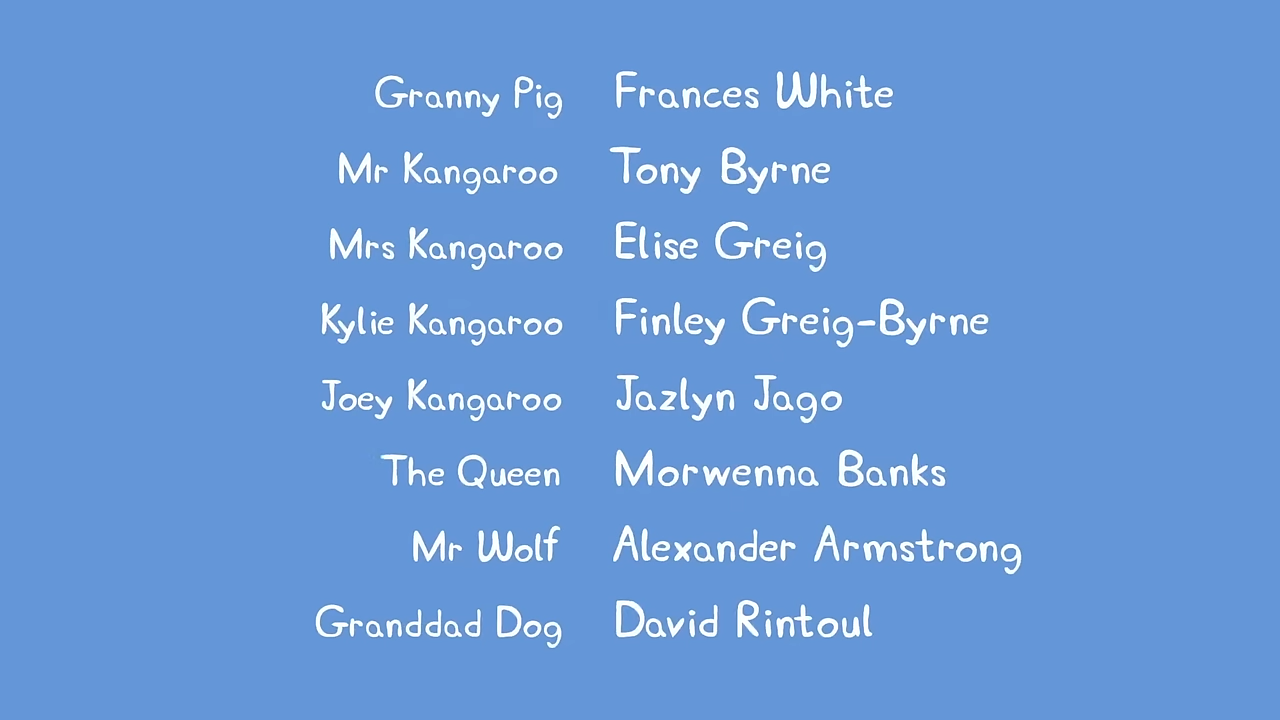 Granny Pig Frances White
Mr Kangaroo Tony Byrne
Mrs Kangaroo Elise Greig
Kylie Kangaroo Finley Greig-Byrne
Joey Kangaroo Jazlyn Jago
The Queen Morwenna Banks
Mr Wolf Alexander Armstrong
Granddad Dog David Rintoul